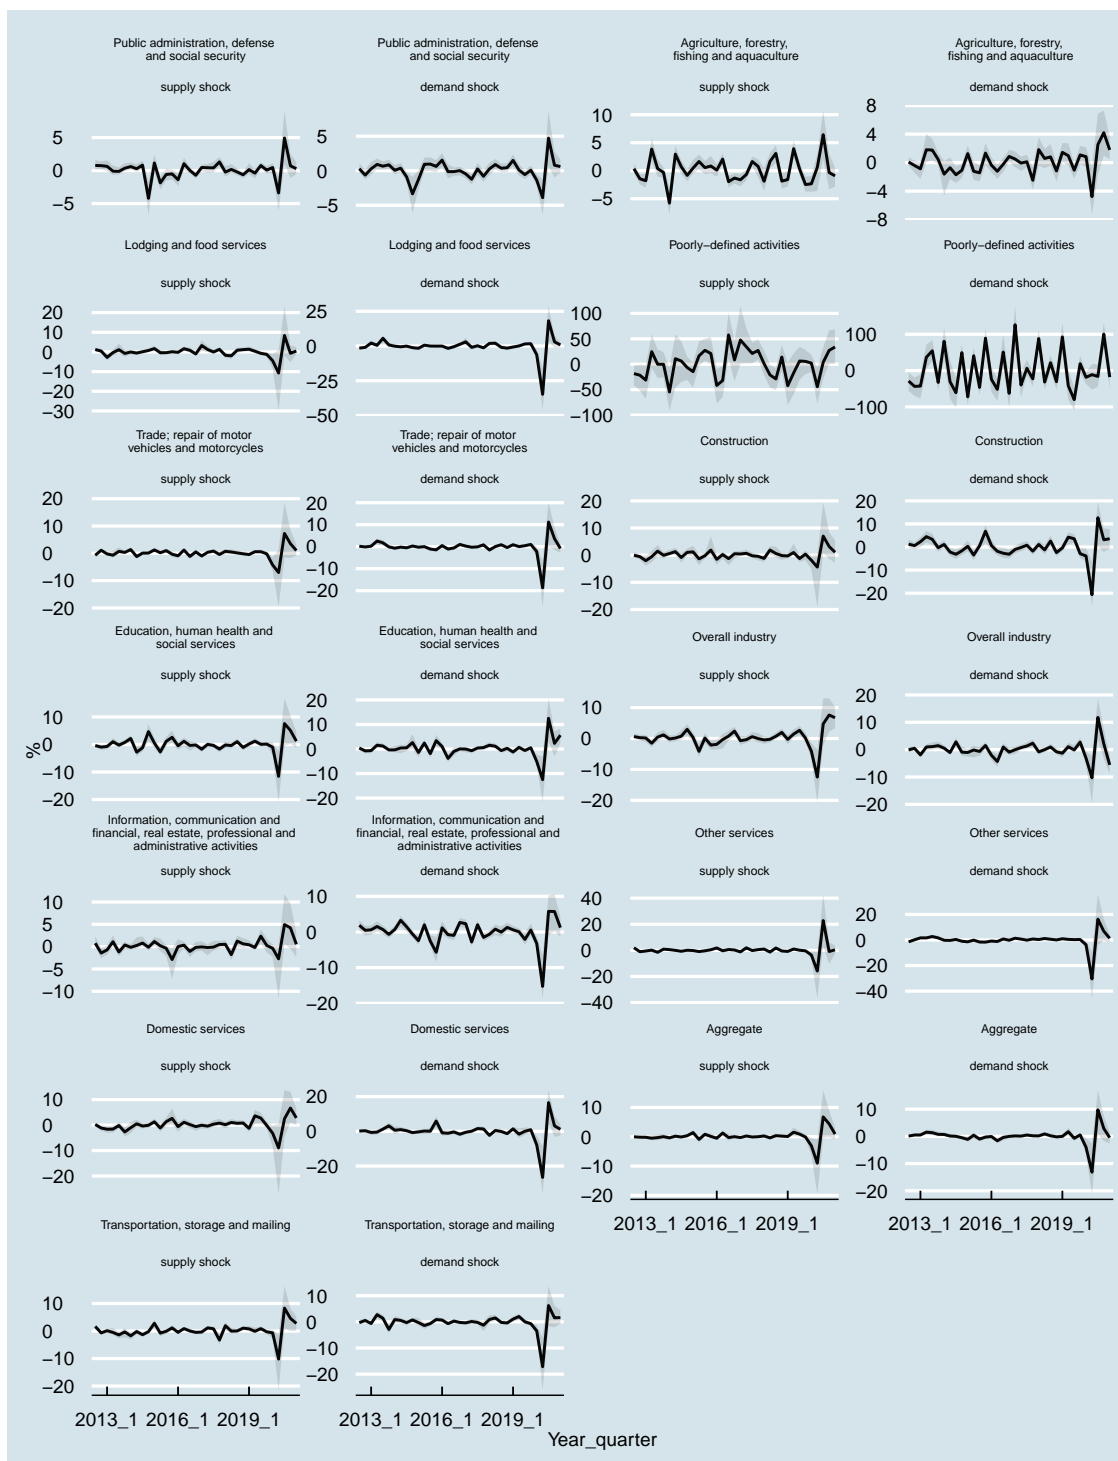 Public administration, defense
and social security
supply shock
5
0
−5
Public administration, defense
and social security
demand shock
5
0
−5
Agriculture, forestry,
fishing and aquaculture
supply shock
10
5
0
−5
Agriculture, forestry,
fishing and aquaculture
demand shock
8
4
0
−4
−8
Lodging and food services
supply shock
20
10
0
−10
−20
−30
Lodging and food services
demand shock
25
0
−25
−50
Poorly−defined activities
supply shock
100
50
0
−50
−100
Poorly−defined activities
demand shock
100
0
−100
Trade; repair of motor
vehicles and motorcycles
supply shock
20
10
0
−10
−20
Trade; repair of motor
vehicles and motorcycles
demand shock
20
10
0
−10
−20
Construction
supply shock
20
10
0
−10
−20
Construction
demand shock
20
10
0
−10
−20
Education, human health and
social services
supply shock
10
0
−10
−20
Education, human health and
social services
demand shock
20
10
0
−10
−20
Overall industry
supply shock
10
0
−10
−20
Overall industry
demand shock
20
10
0
−10
−20
%
Information, communication and
financial, real estate, professional and
administrative activities
supply shock
10
5
0
−5
−10
Information, communication and
financial, real estate, professional and
administrative activities
demand shock
10
0
−10
−20
Other services
supply shock
40
20
0
−20
−40
Other services
demand shock
20
0
−20
−40
Domestic services
supply shock
10
0
−10
−20
Domestic services
demand shock
20
0
−20
Aggregate
supply shock
10
0
−10
−20
2013_1 2016_1 2019_1
Aggregate
demand shock
10
0
−10
−20
2013_1 2016_1 2019_1
Transportation, storage and mailing
supply shock
10
0
−10
−20
2013_1 2016_1 2019_1
Transportation, storage and mailing
demand shock
10
0
−10
−20
2013_1 2016_1 2019_1
Year_quarter